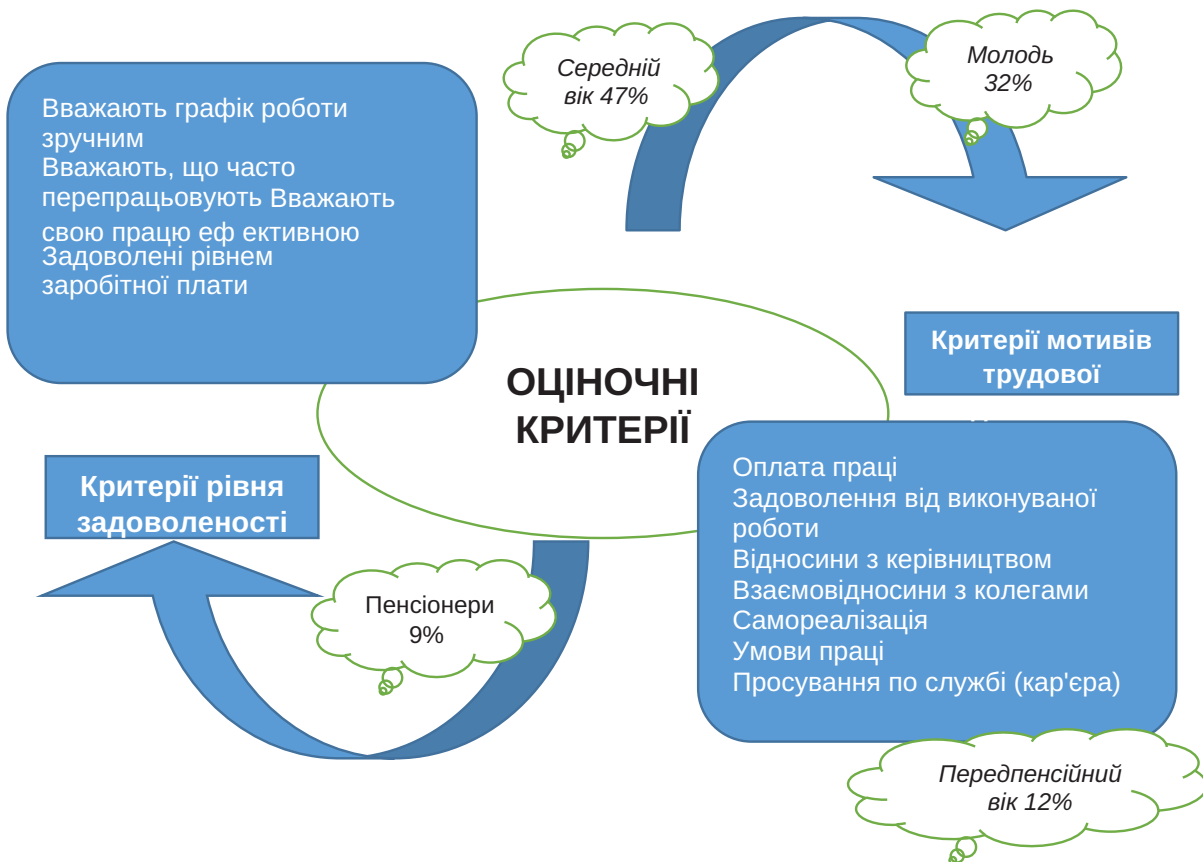 Середній
вік 47%
Молодь
32%
Вважають графік роботи
зручним
Вважають, що часто
перепрацьовують Вважають
свою працю еф ективною
Задоволені рівнем
заробітної плати
Критерії мотивів
трудової
ОЦІНОЧНІ
КРИТЕРІЇ
Критерії рівня
задоволеності
Оплата праці
Задоволення від виконуваної
роботи
Відносини з керівництвом
Взаємовідносини з колегами
Самореалізація
Умови праці
Просування по службі (кар'єра)
Пенсіонери
9%
Передпенсійний
вік 12%